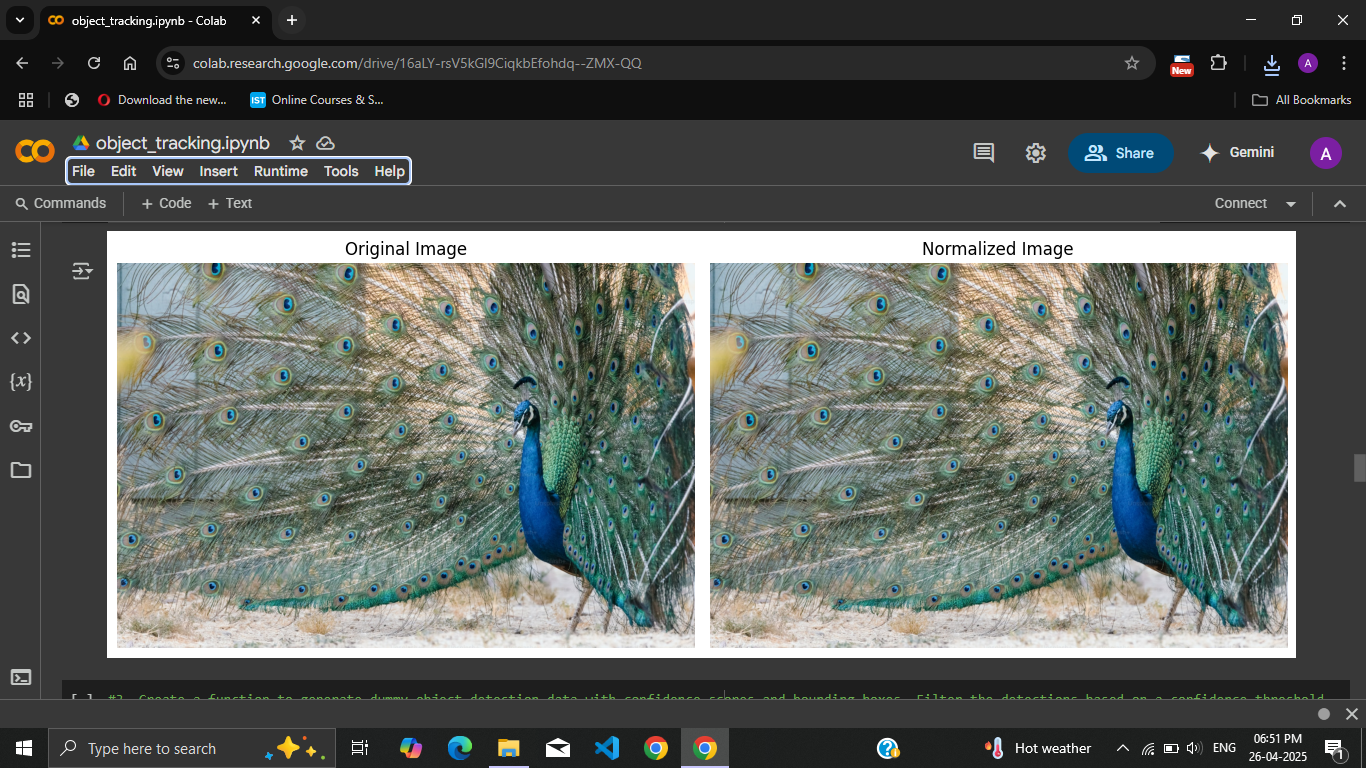 object_tracking.ipynb - Colab
colab.research.google.com/drive/16aLY-rsV5kGl9CiqkbEfohdq--ZMX-QQ
New
A
Download the new...
IST Online Courses & S...
All Bookmarks
object_tracking.ipynb
File Edit View Insert Runtime Tools Help
Share
Gemini
A
Commands + Code + Text
Connect
Original Image Normalized Image
{x}
[ ] #2. Create a function to generate dummy object detection data with confidence scores and bounding boxes. Filter the detections based on a confidence threshold
Type here to search
Hot weather
ENG
06:51 PM
26-04-2025
1